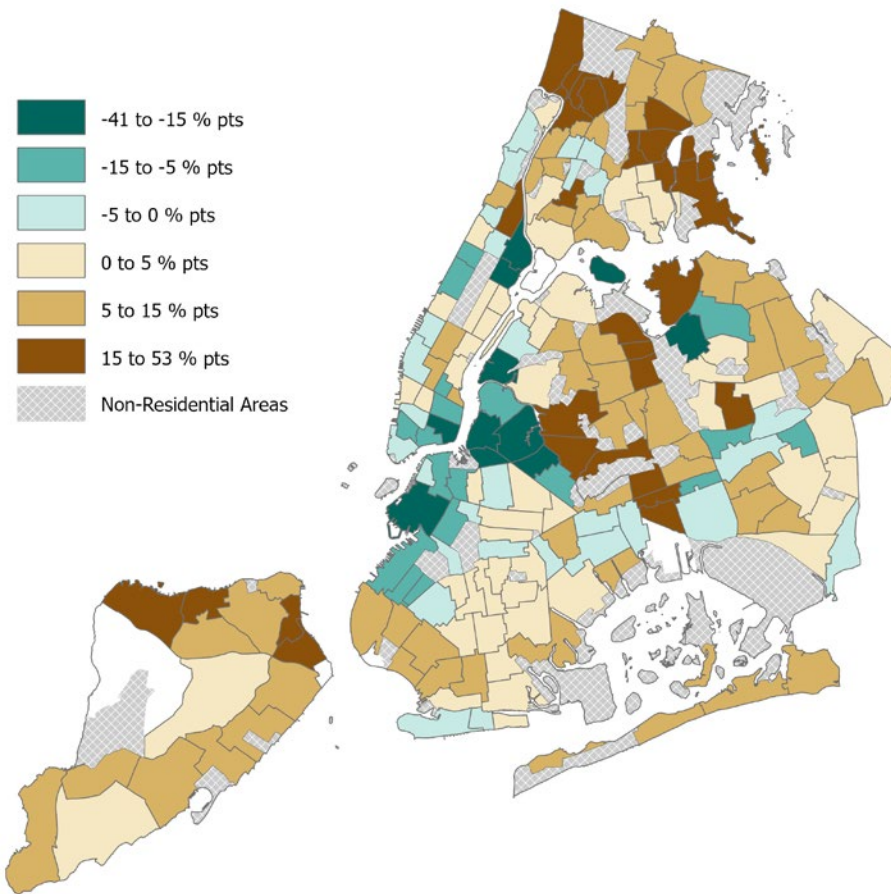 -41 to -15 % pts
-15 to -5 % pts
-5 to 0 % pts
0 to 5 % pts
5 to 15 % pts
15 to 53 % pts
Non-Residential Areas